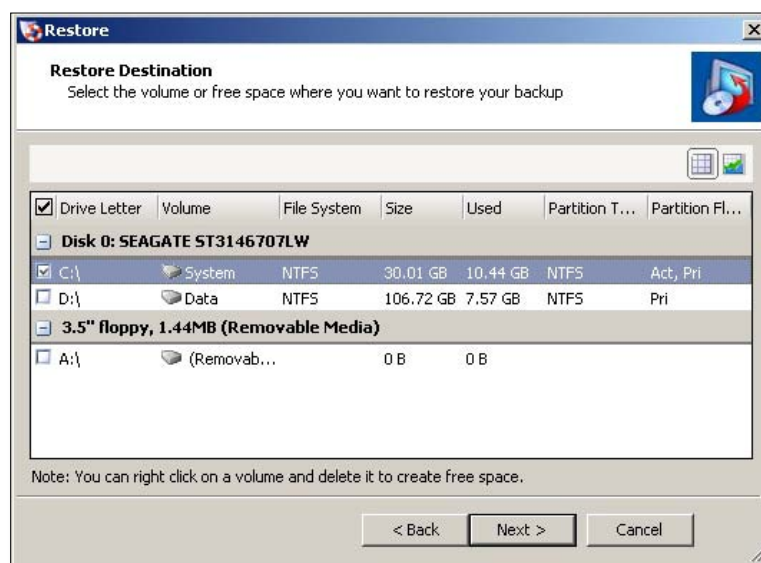 Restore
Restore Destination
Select the volume or free space where you want to restore your backup
Drive Letter Volume File System Size Used Partition T... Partition Fl...
Disk 0: SEAGATE ST3146707LW
C:\ System NTFS 30.01 GB 10.44 GB NTFS Act, Pri
D:\ Data NTFS 106.72 GB 7.57 GB NTFS Pri
3.5" floppy, 1.44MB (Removable Media)
A:\ (Removab... 0 B 0 B
Note: You can right click on a volume and delete it to create free space.
< Back Next > Cancel